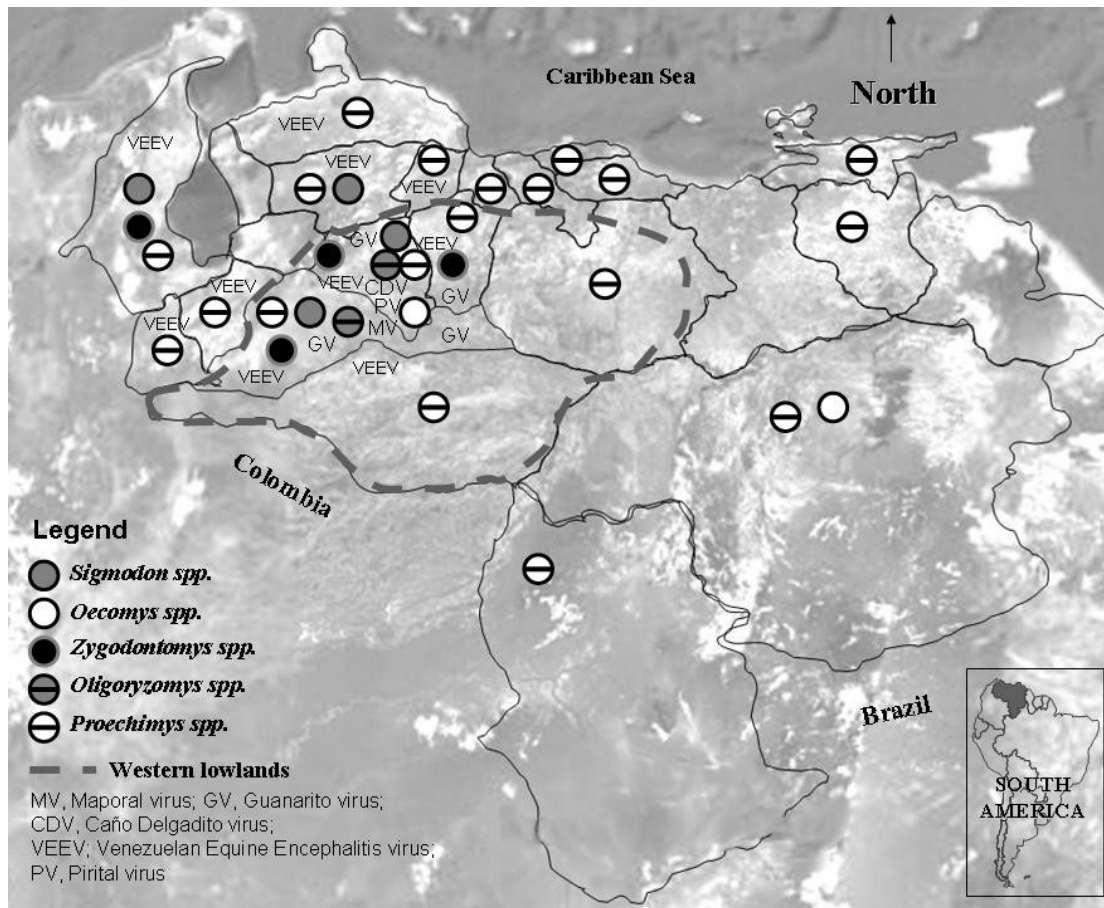 Caribbean Sea
North
VEEV
VEEV
VEEV
VEEV
GV
VEEV
VEEV
VEEV
CDV
PV
GV
MV
VEEV
GV
GV
VEEV
VEEV
Colombia
Brazil
Legend
Sigmodon spp.
Oecomys spp.
Zygodontomys spp.
Oligoryzomys spp.
Proechimys spp.
Western lowlands
MV, Maporal virus; GV, Guanarito virus;
CDV, Caño Delgadito virus;
VEEV; Venezuelan Equine Encephalitis virus;
PV, Pirital virus
SOUTH
AMERICA